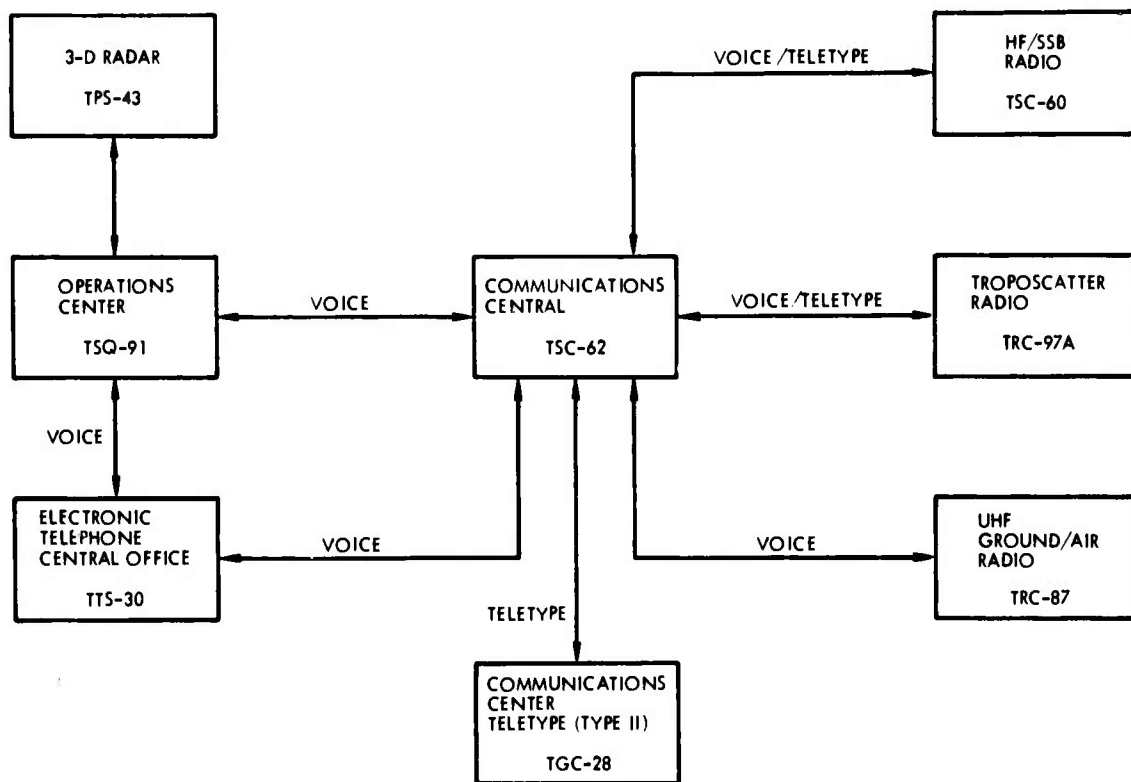 3-D RADAR
TPS-43
VOICE/TELETYPE
HF/SSB
RADIO
TSC-60
OPERATIONS
CENTER
TSQ-91
VOICE
COMMUNICATIONS
CENTRAL
TSC-62
VOICE/TELETYPE
TROPOSCATTER
RADIO
TRC-97A
VOICE
ELECTRONIC
TELEPHONE
CENTRAL OFFICE
TTS-30
VOICE
VOICE
UHF
GROUND/AIR
RADIO
TRC-87
TELETYPE
COMMUNICATIONS
CENTER
TELETYPE (TYPE II)
TGC-28